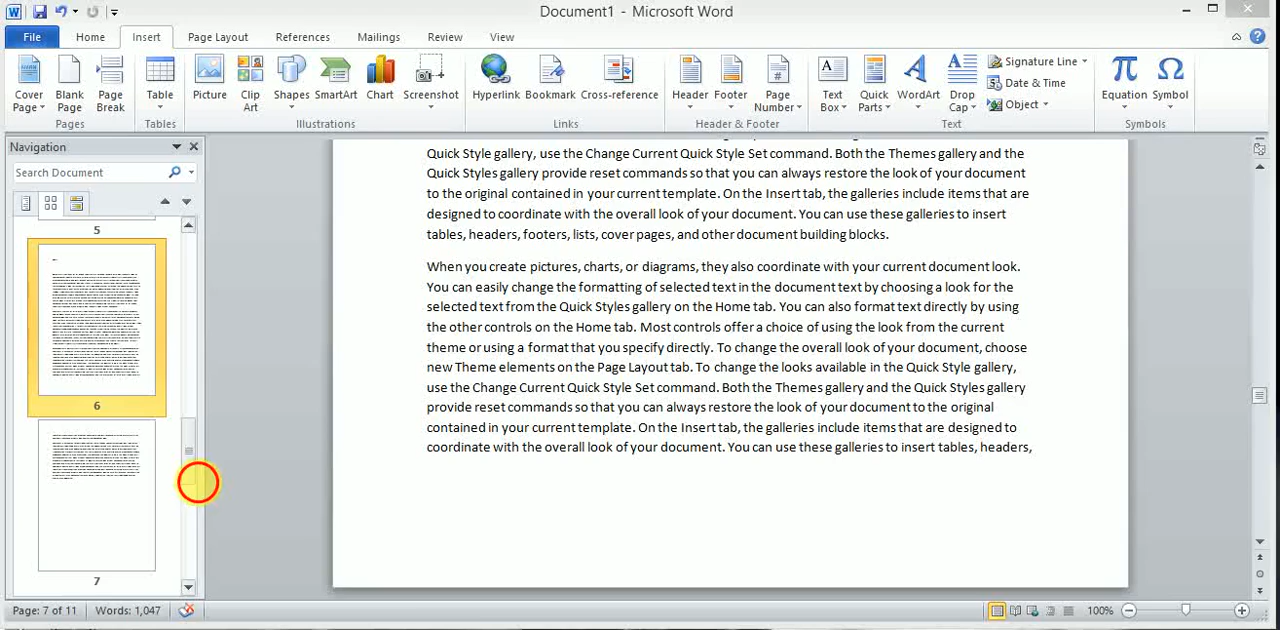 Document1 - Microsoft Word
File Home Insert Page Layout References Mailings Review View
Cover Page
Blank Page
Page Break
Table
Picture
Clip Art
Shapes
SmartArt
Chart
Screenshot
Hyperlink
Bookmark
Cross-reference
Header
Footer
Page Number
Text Box
Quick Parts
WordArt
Drop Cap
Signature Line
Date & Time
Object
Equation
Symbol
Pages Tables Illustrations Links Header & Footer Text Symbols
Navigation
Search Document
5
6
7
Quick Style gallery, use the Change Current Quick Style Set command. Both the Themes gallery and the
Quick Styles gallery provide reset commands so that you can always restore the look of your document
to the original contained in your current template. On the Insert tab, the galleries include items that are
designed to coordinate with the overall look of your document. You can use these galleries to insert
tables, headers, footers, lists, cover pages, and other document building blocks.
When you create pictures, charts, or diagrams, they also coordinate with your current document look.
You can easily change the formatting of selected text in the document text by choosing a look for the
selected text from the Quick Styles gallery on the Home tab. You can also format text directly by using
the other controls on the Home tab. Most controls offer a choice of using the look from the current
theme or using a format that you specify directly. To change the overall look of your document, choose
new Theme elements on the Page Layout tab. To change the looks available in the Quick Style gallery,
use the Change Current Quick Style Set command. Both the Themes gallery and the Quick Styles gallery
provide reset commands so that you can always restore the look of your document to the original
contained in your current template. On the Insert tab, the galleries include items that are designed to
coordinate with the overall look of your document. You can use these galleries to insert tables, headers,
Page: 7 of 11 Words: 1,047
100%